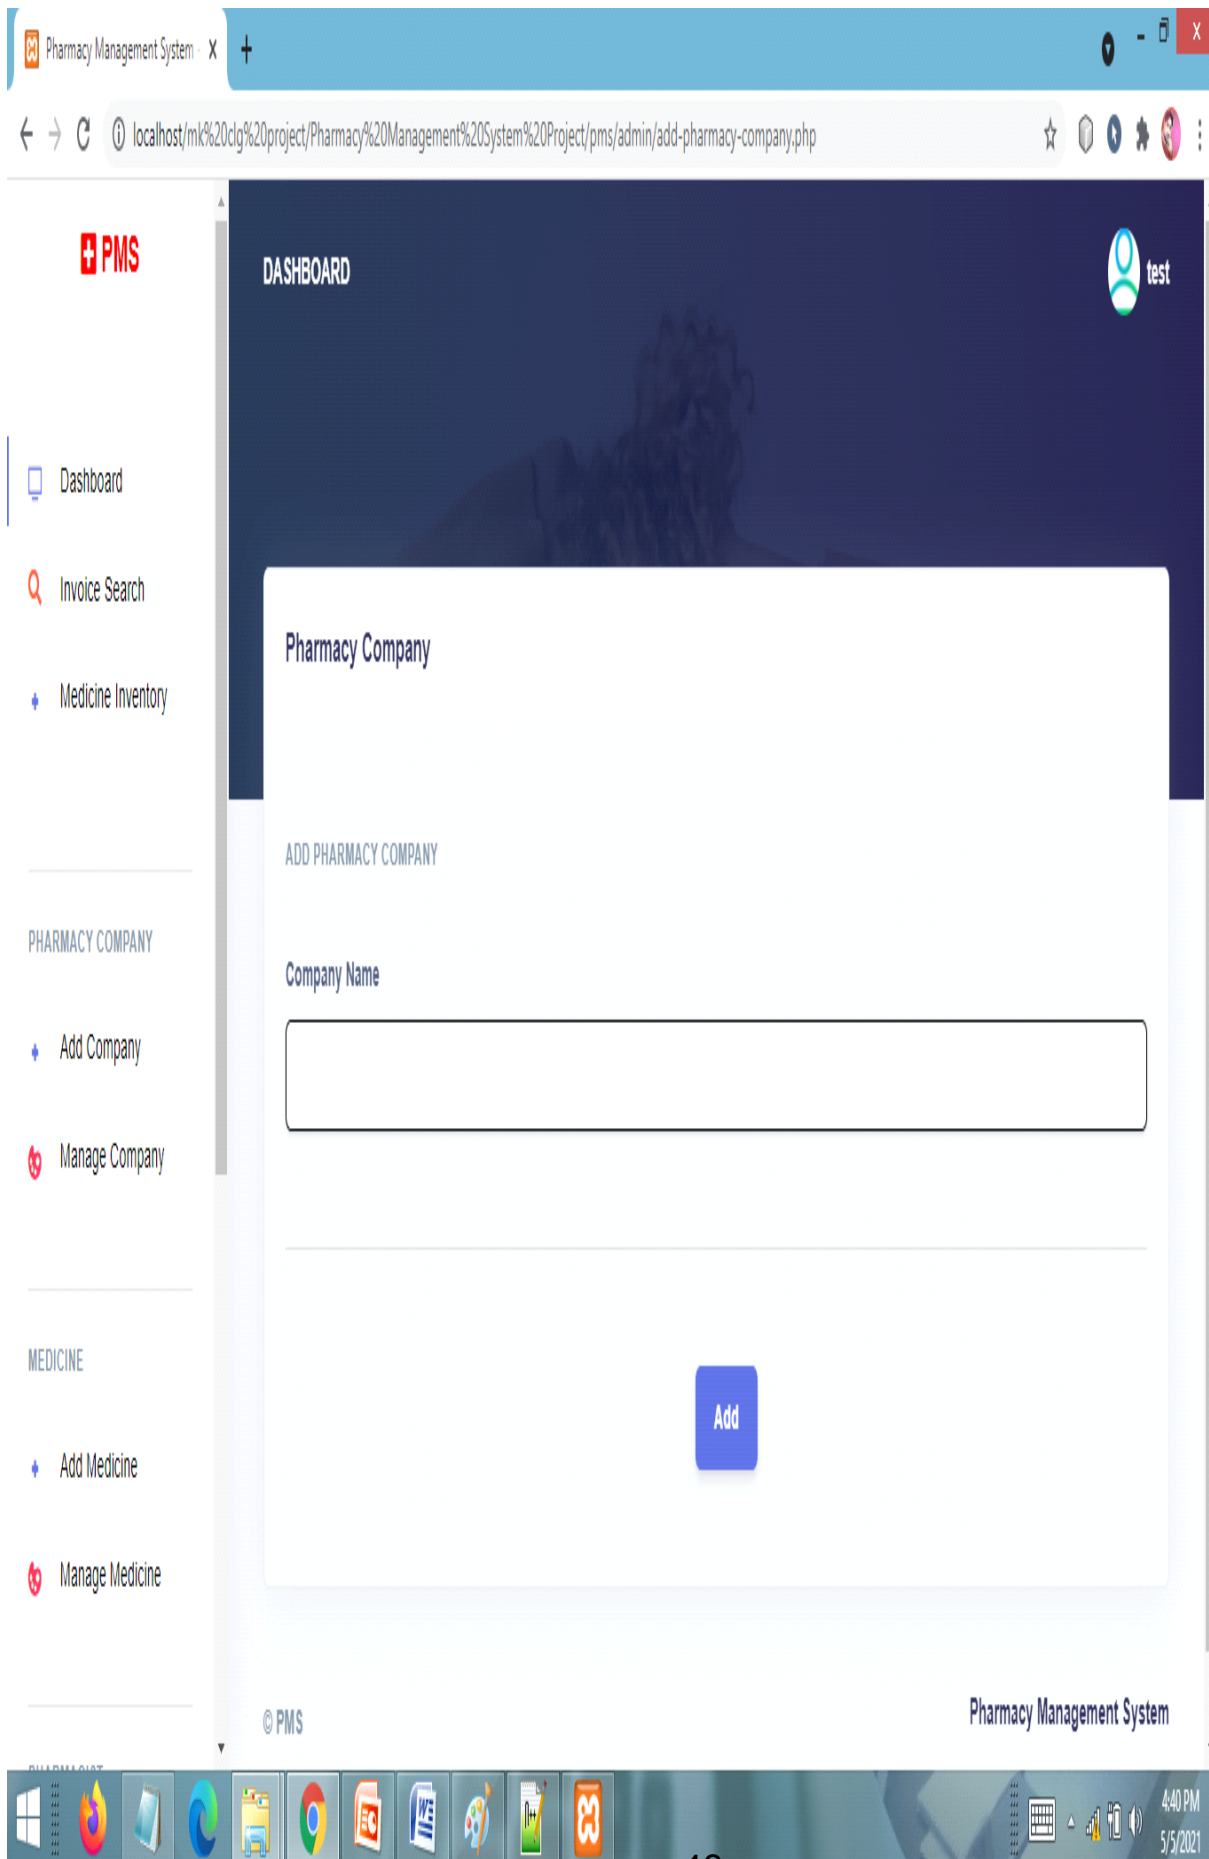 Pharmacy Management System -
localhost/mk%20clg%20project/Pharmacy%20Management%20System%20Project/pms/admin/add-pharmacy-company.php
PMS
DASHBOARD
test
Dashboard
Invoice Search
Medicine Inventory
PHARMACY COMPANY
Add Company
Manage Company
MEDICINE
Add Medicine
Manage Medicine
Pharmacy Company
ADD PHARMACY COMPANY
Company Name
Add
© PMS
Pharmacy Management System
4:40 PM
5/5/2021